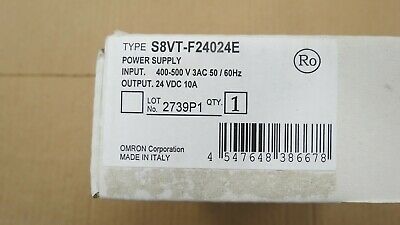 TYPE S8VT-F24024E
POWER SUPPLY
INPUT. 400-500 V 3AC 50 / 60Hz
OUTPUT. 24 VDC 10A
Ro
LOT No. 2739P1 QTY. 1
OMRON Corporation
MADE IN ITALY
4 547648 386678